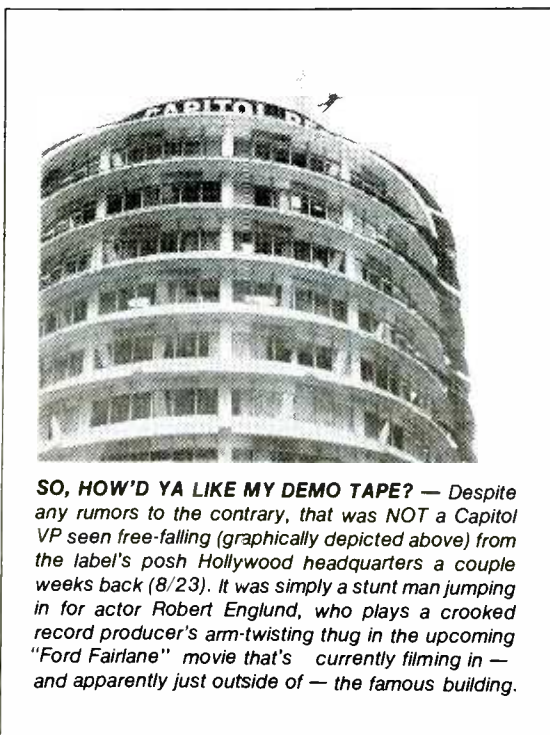 CAPITOL RE
SO, HOW'D YA LIKE MY DEMO TAPE? — Despite
any rumors to the contrary, that was NOT a Capitol
VP seen free-falling (graphically depicted above) from
the label's posh Hollywood headquarters a couple
weeks back (8/23). It was simply a stunt man jumping
in for actor Robert Englund, who plays a crooked
record producer's arm-twisting thug in the upcoming
"Ford Fairlane" movie that's currently filming in —
and apparently just outside of — the famous building.